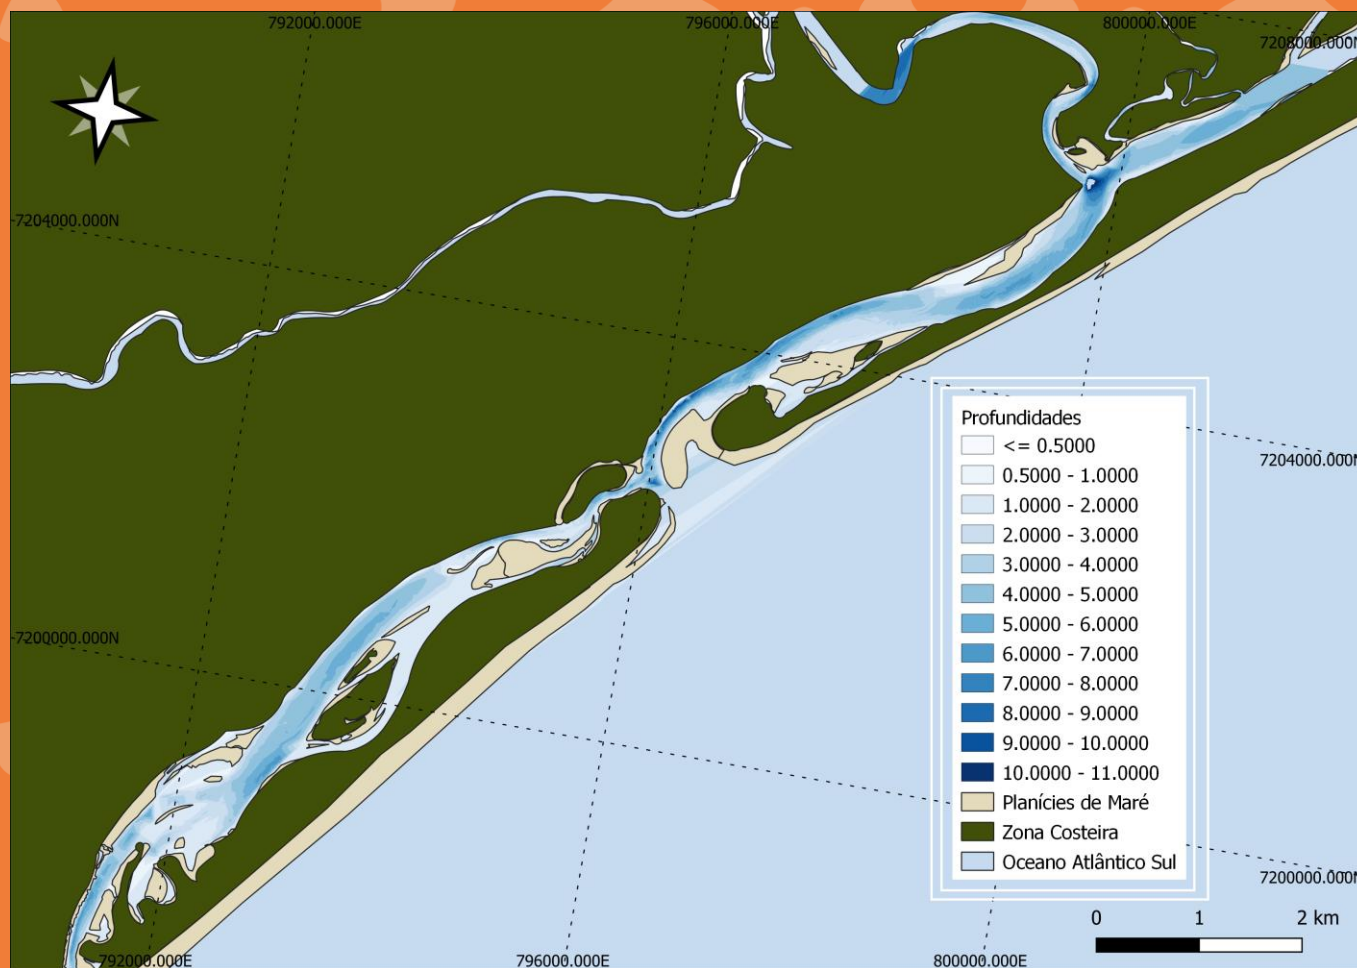 792000.000E
796000.000E
800000.000E
7208000.000N
7204000.000N
Profundidades
<= 0.5000
0.5000 - 1.0000
1.0000 - 2.0000
2.0000 - 3.0000
3.0000 - 4.0000
4.0000 - 5.0000
5.0000 - 6.0000
6.0000 - 7.0000
7.0000 - 8.0000
8.0000 - 9.0000
9.0000 - 10.0000
10.0000 - 11.0000
Planícies de Maré
Zona Costeira
Oceano Atlântico Sul
7204000.000N
7200000.000N
7200000.000N
0 1 2 km
792000.000E
796000.000E
800000.000E